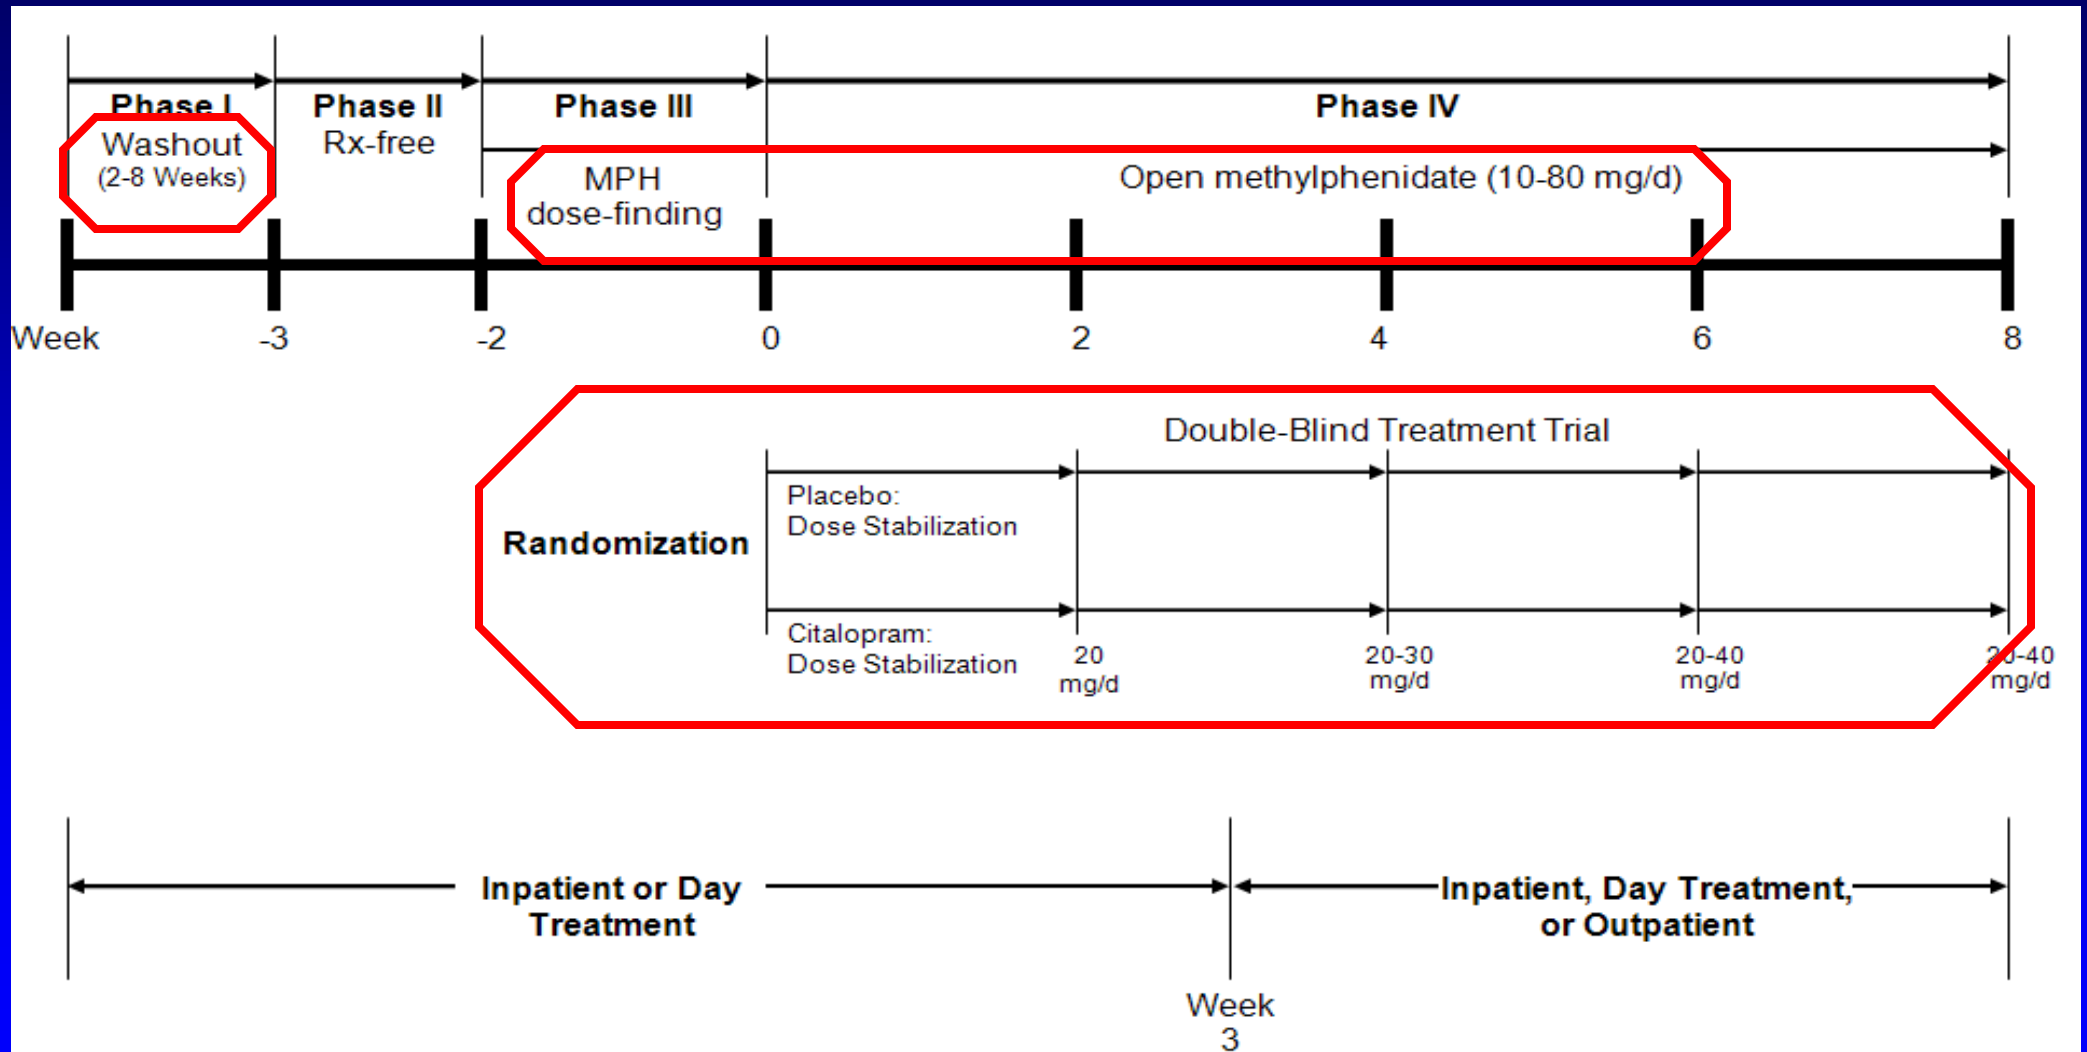 Phase I
Phase II
Phase III
Phase IV
Washout
(2-8 Weeks)
Rx-free
MPH
dose-finding
Open methylphenidate (10-80 mg/d)
Week -3 -2 0 2 4 6 8
Double-Blind Treatment Trial
Placebo:
Dose Stabilization
Randomization
Citalopram:
Dose Stabilization
20
mg/d
20-30
mg/d
20-40
mg/d
20-40
mg/d
Inpatient or Day
Treatment
Inpatient, Day Treatment,
or Outpatient
Week
3